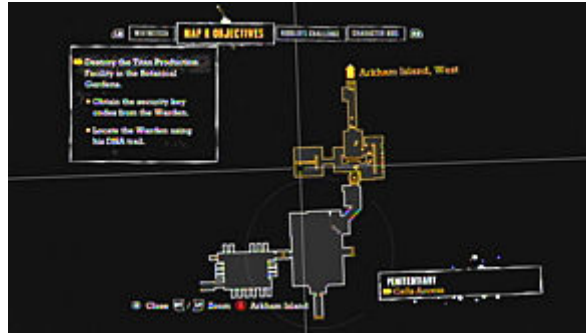 MAP & OBJECTIVES
RIDDLER'S CHALLENGE
CHARACTER BIOS
Destroy the Titan Production
Facility in the Botanical
Gardens.
Obtain the security key
codes from the Warden.
Locate the Warden using
his DNA trail.
Arkham Island, West
PENITENTIARY
Cells Access
Close
/
Zoom
Arkham Island